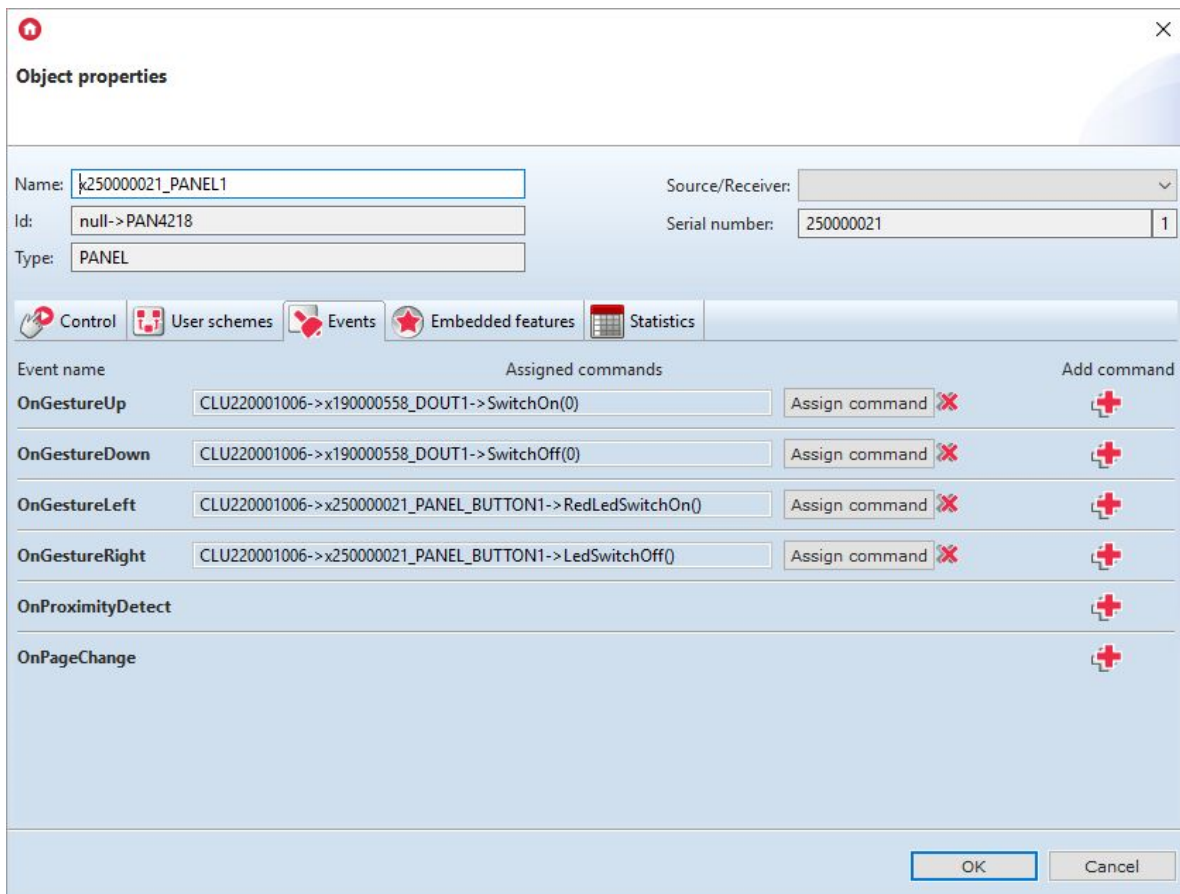 Object properties
Name: x250000021_PANEL1 Source/Receiver:
Id: null->PAN4218 Serial number: 250000021 1
Type: PANEL
Control User schemes Events Embedded features Statistics
Event name Assigned commands Add command
OnGestureUp CLU220001006->x190000558_DOUT1->SwitchOn(0) Assign command
OnGestureDown CLU220001006->x190000558_DOUT1->SwitchOff(0) Assign command
OnGestureLeft CLU220001006->x250000021_PANEL_BUTTON1->RedLedSwitchOn() Assign command
OnGestureRight CLU220001006->x250000021_PANEL_BUTTON1->LedSwitchOff() Assign command
OnProximityDetect
OnPageChange
OK Cancel